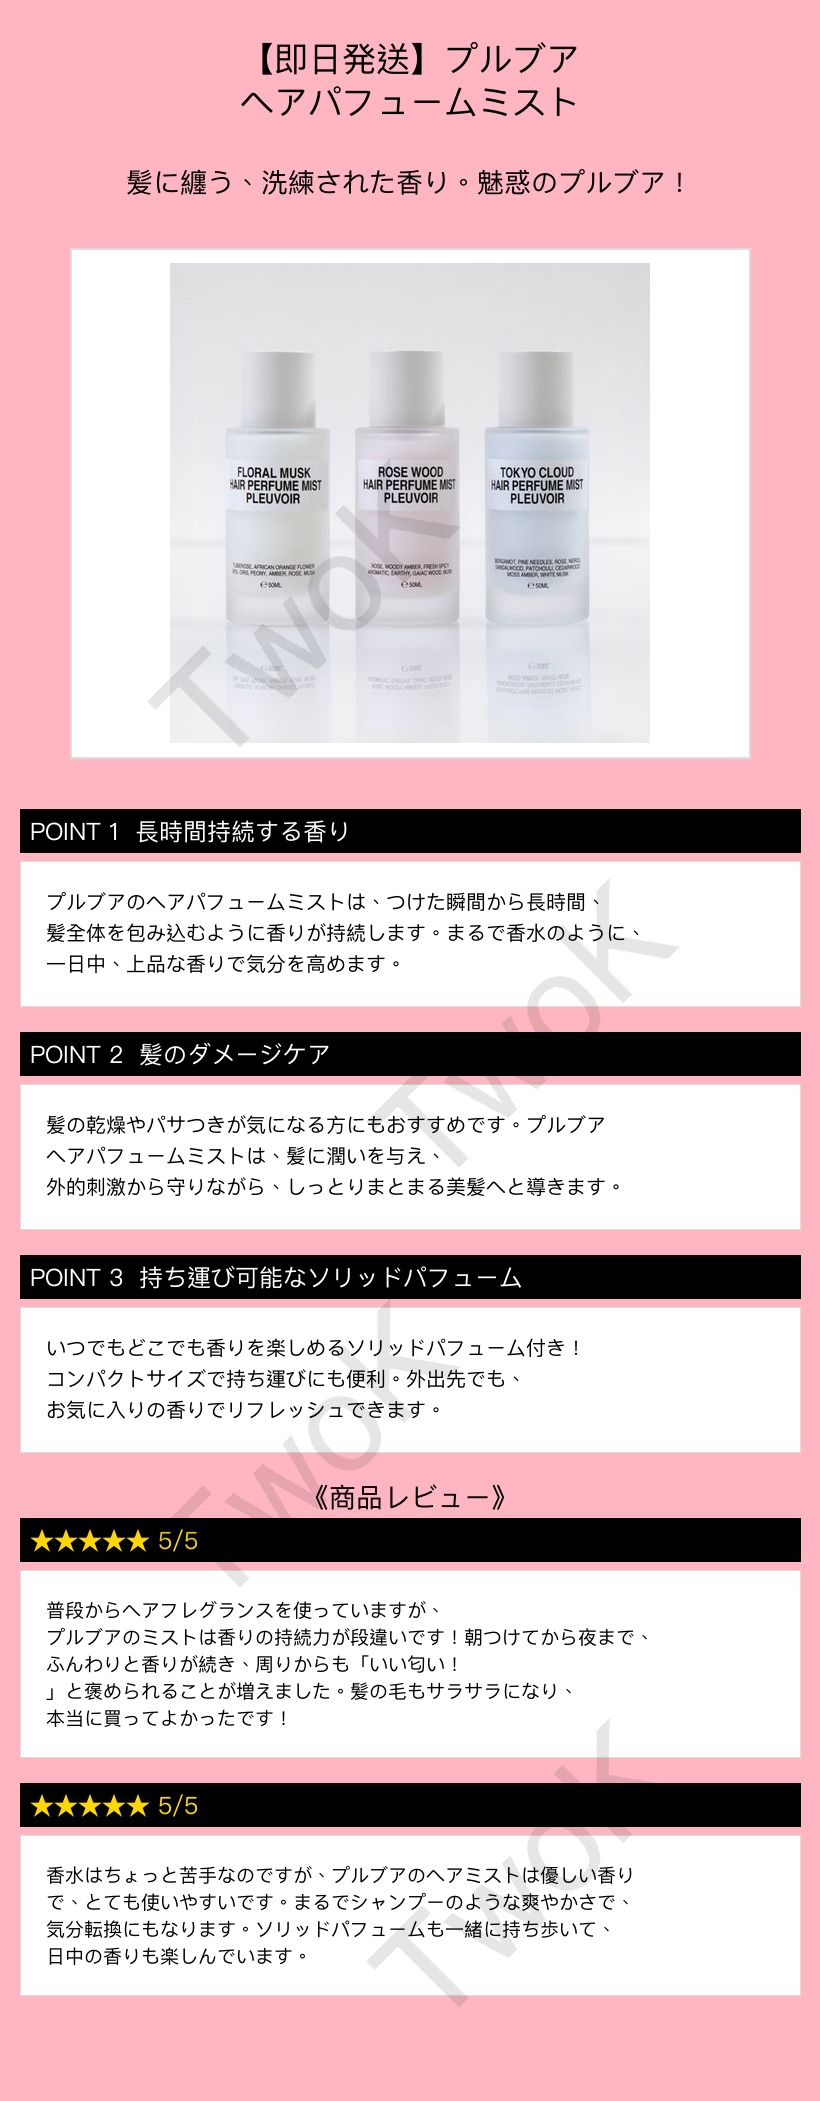 【即日発送】プルブア
ヘアパフュームミスト
髪に纏う、洗練された香り。魅惑のプルブア！
FLORAL MUSK
HAIR PERFUME MIST
PLEUVOIR
TUBEROSE, AFRICAN ORANGE FLOWER
ORIS, PEONY, AMBER, ROSE, MUSK
℮50ML
ROSE WOOD
HAIR PERFUME MIST
PLEUVOIR
ROSE, WOODY AMBER, FRESH SPICY
AROMATIC, EARTHY, GAIAC WOOD, MUSK
℮50ML
TOKYO CLOUD
HAIR PERFUME MIST
PLEUVOIR
BERGAMOT, PINE NEEDLES, ROSE, NEROLI
SANDALWOOD, PATCHOULI, CEDARWOOD
MOSS AMBER, WHITE MUSK
℮50ML
TwoK
POINT 1 長時間持続する香り
プルブアのヘアパフュームミストは、つけた瞬間から長時間、
髪全体を包み込むように香りが持続します。まるで香水のように、
一日中、上品な香りで気分を高めます。
TwoK
POINT 2 髪のダメージケア
髪の乾燥やパサつきが気になる方にもおすすめです。プルブア
ヘアパフュームミストは、髪に潤いを与え、
外的刺激から守りながら、しっとりまとまる美髪へと導きます。
POINT 3 持ち運び可能なソリッドパフューム
いつでもどこでも香りを楽しめるソリッドパフューム付き！
コンパクトサイズで持ち運びにも便利。外出先でも、
お気に入りの香りでリフレッシュできます。
TwoK
《商品レビュー》
★★★★★ 5/5
普段からヘアフレグランスを使っていますが、
プルブアのミストは香りの持続力が段違いです！朝つけてから夜まで、
ふんわりと香りが続き、周りからも「いい匂い！
」と褒められることが増えました。髪の毛もサラサラになり、
本当に買ってよかったです！
★★★★★ 5/5
香水はちょっと苦手なのですが、プルブアのヘアミストは優しい香り
で、とても使いやすいです。まるでシャンプーのような爽やかさで、
気分転換にもなります。ソリッドパフュームも一緒に持ち歩いて、
日中の香りも楽しんでいます。
TwoK